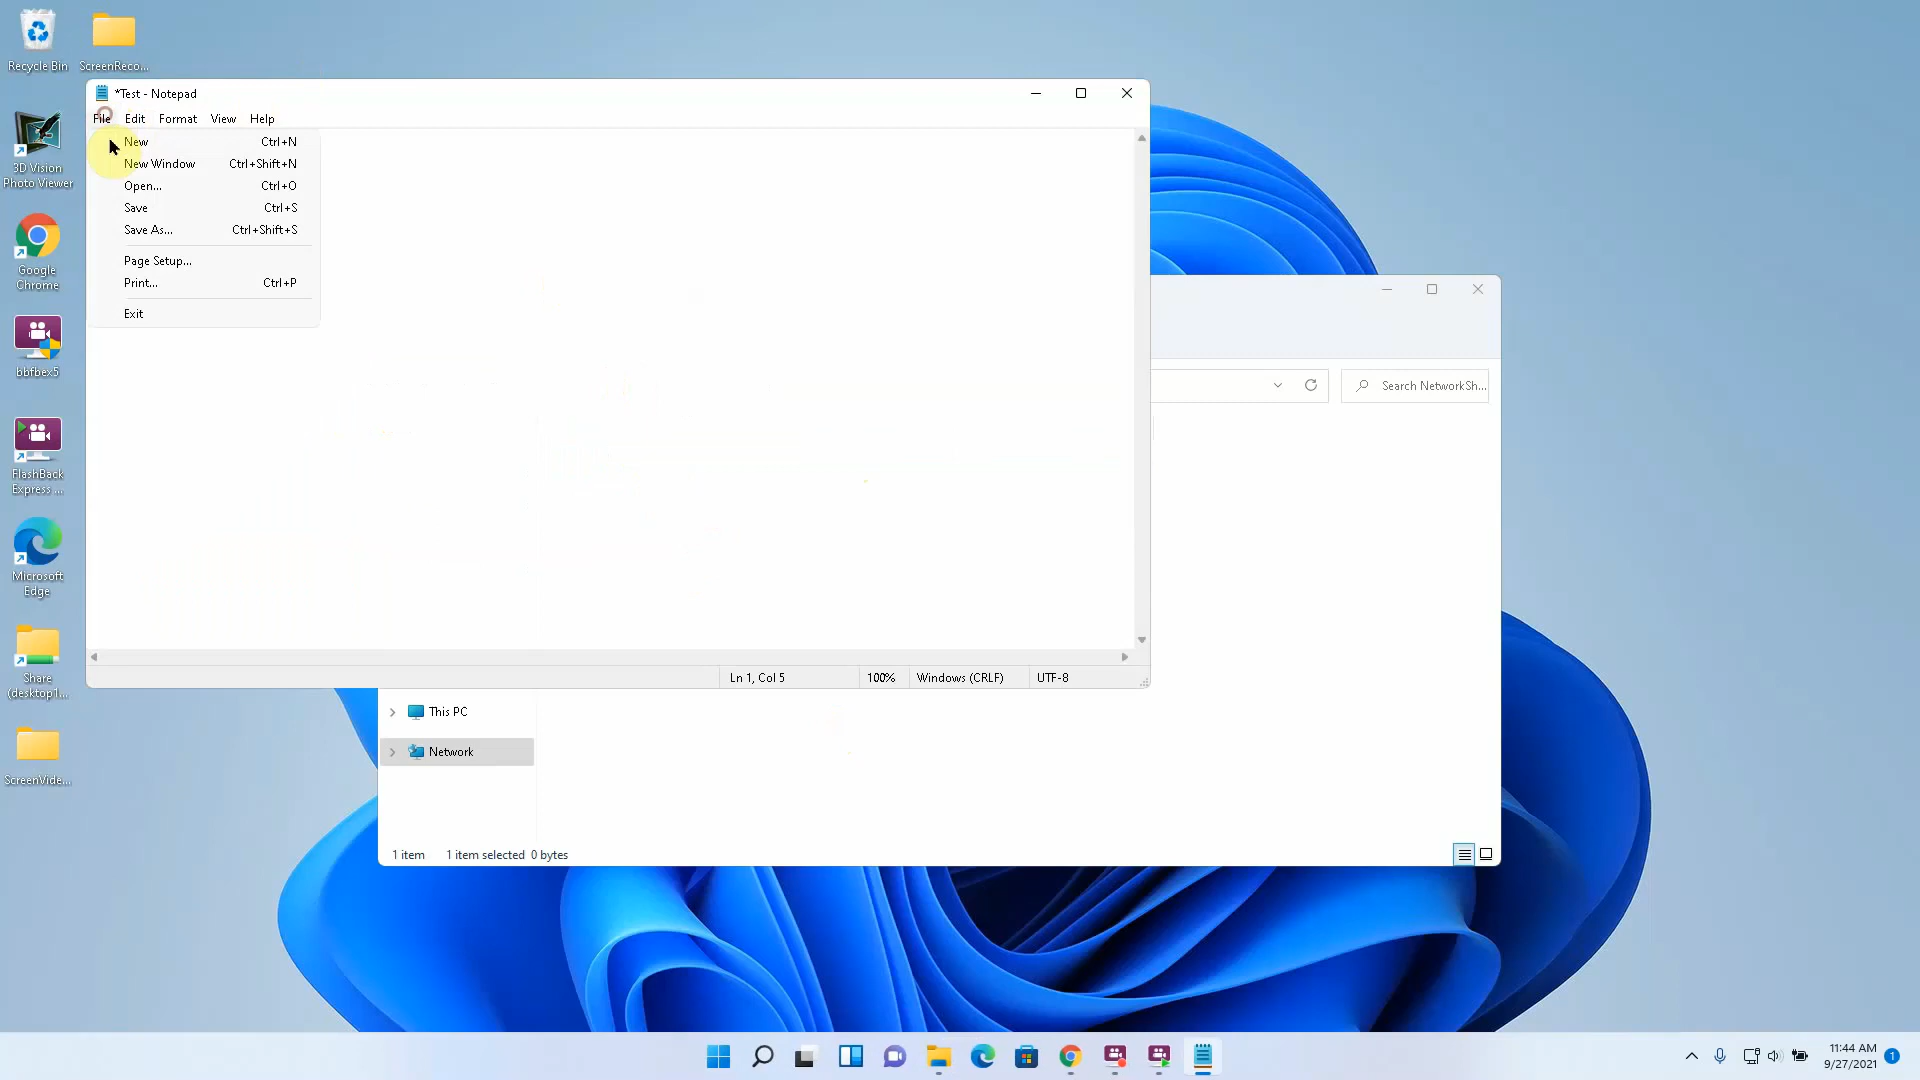 Recycle Bin
ScreenReco...
3D Vision
Photo Viewer
Google
Chrome
bbfbex5
FlashBack
Express ...
Microsoft
Edge
Share
(desktop1...
ScreenVide...
*Test - Notepad
File Edit Format View Help
New Ctrl+N
New Window Ctrl+Shift+N
Open... Ctrl+O
Save Ctrl+S
Save As... Ctrl+Shift+S
Page Setup...
Print... Ctrl+P
Exit
Ln 1, Col 5 100% Windows (CRLF) UTF-8
Search NetworkSh...
This PC
Network
1 item 1 item selected 0 bytes
11:44 AM
9/27/2021
1